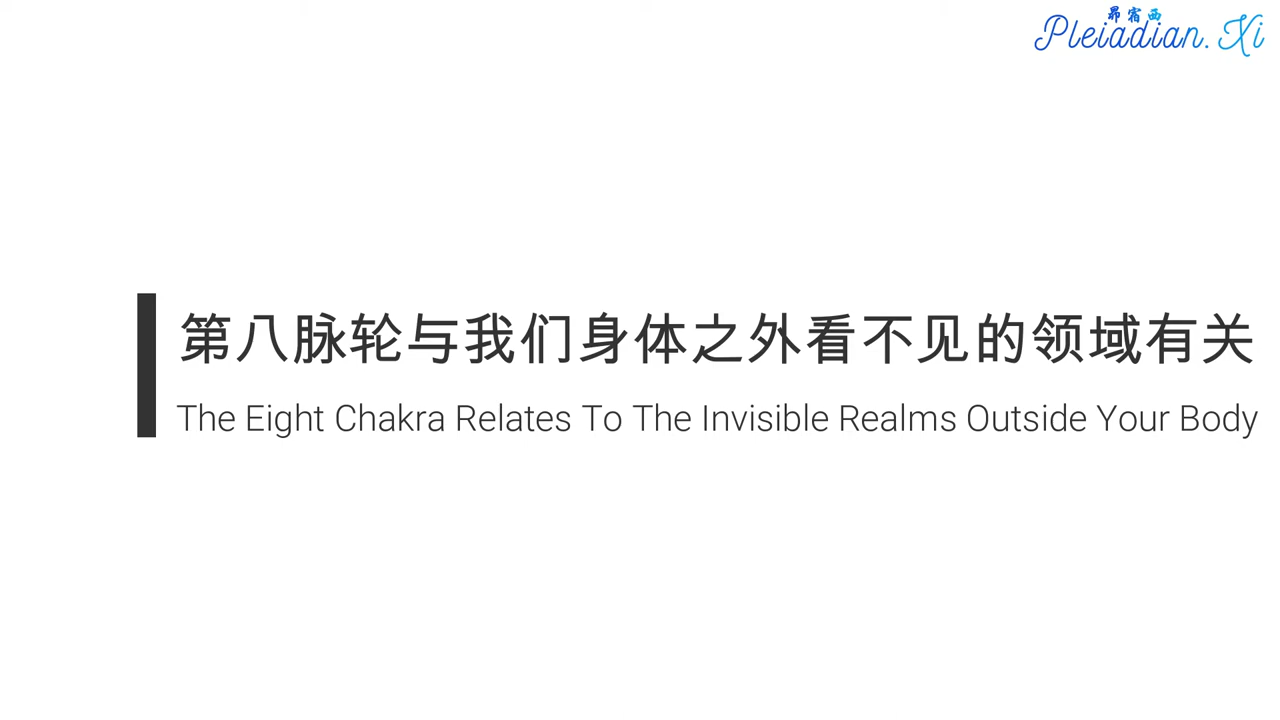 昴宿西
Pleiadian. Xi
第八脉轮与我们身体之外看不见的领域有关
The Eight Chakra Relates To The Invisible Realms Outside Your Body